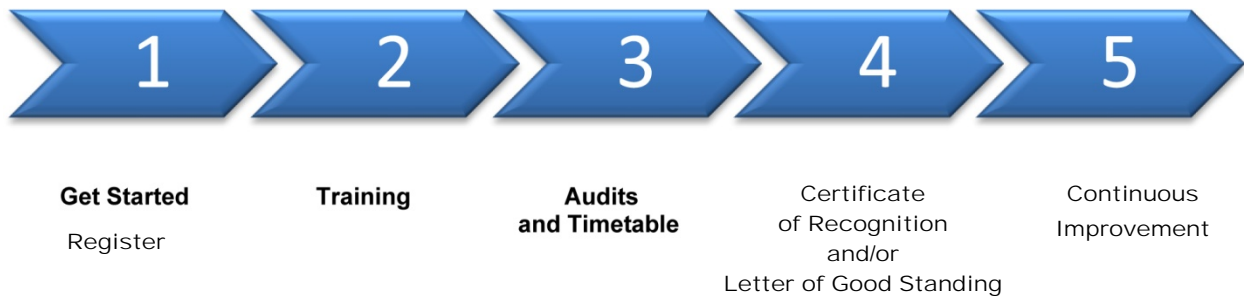 1 2 3 4 5
Get Started
Register
Training
Audits
and Timetable
Certificate
of Recognition
and/or
Letter of Good Standing
Continuous
Improvement